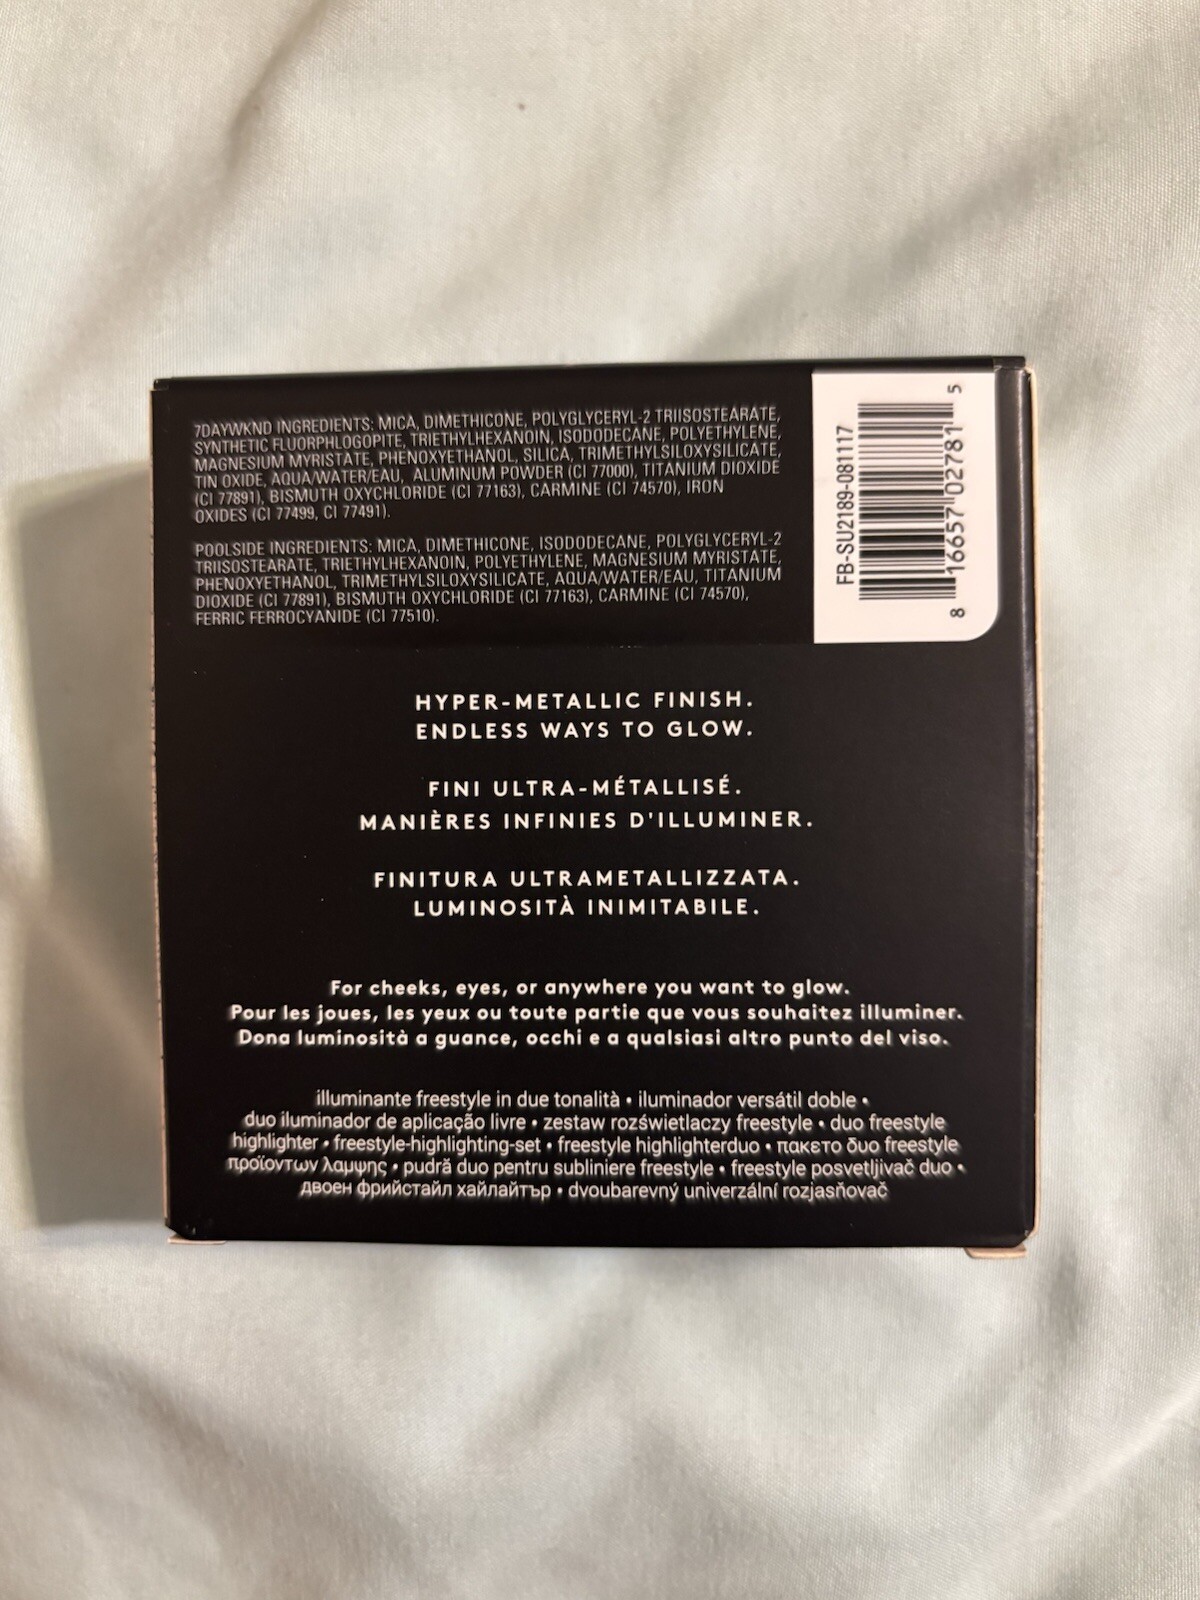 7DAYWKND INGREDIENTS: MICA, DIMETHICONE, POLYGLYCERYL-2 TRIISOSTEARATE,
SYNTHETIC FLUORPHLOGOPITE, TRIETHYLHEXANOIN, ISODODECANE, POLYETHYLENE,
MAGNESIUM MYRISTATE, PHENOXYETHANOL, SILICA, TRIMETHYLSILOXYSILICATE,
TIN OXIDE, AQUA/WATER/EAU, ALUMINUM POWDER (CI 77000), TITANIUM DIOXIDE
(CI 77891), BISMUTH OXYCHLORIDE (CI 77163), CARMINE (CI 74570), IRON
OXIDES (CI 77499, CI 77491).
POOLSIDE INGREDIENTS: MICA, DIMETHICONE, ISODODECANE, POLYGLYCERYL-2
TRIISOSTEARATE, TRIETHYLHEXANOIN, POLYETHYLENE, MAGNESIUM MYRISTATE,
PHENOXYETHANOL, TRIMETHYLSILOXYSILICATE, AQUA/WATER/EAU, TITANIUM
DIOXIDE (CI 77891), BISMUTH OXYCHLORIDE (CI 77163), CARMINE (CI 74570),
FERRIC FERROCYANIDE (CI 77510).
FB-SU2189-081117
8 16657 02781 5
HYPER-METALLIC FINISH.
ENDLESS WAYS TO GLOW.
FINI ULTRA-MÉTALLISÉ.
MANIÈRES INFINIES D'ILLUMINER.
FINITURA ULTRAMETALLIZZATA.
LUMINOSITÀ INIMITABILE.
For cheeks, eyes, or anywhere you want to glow.
Pour les joues, les yeux ou toute partie que vous souhaitez illuminer.
Dona luminosità a guance, occhi e a qualsiasi altro punto del viso.
illuminante freestyle in due tonalità • iluminador versátil doble •
duo iluminador de aplicação livre • zestaw rozświetlaczy freestyle • duo freestyle
highlighter • freestyle-highlighting-set • freestyle highlighterduo • πακετο δυο freestyle
προϊοντων λαμψης • pudră duo pentru subliniere freestyle • freestyle posvetljivač duo •
двоен фрийстайл хайлайтър • dvoubarevný univerzální rozjasňovač